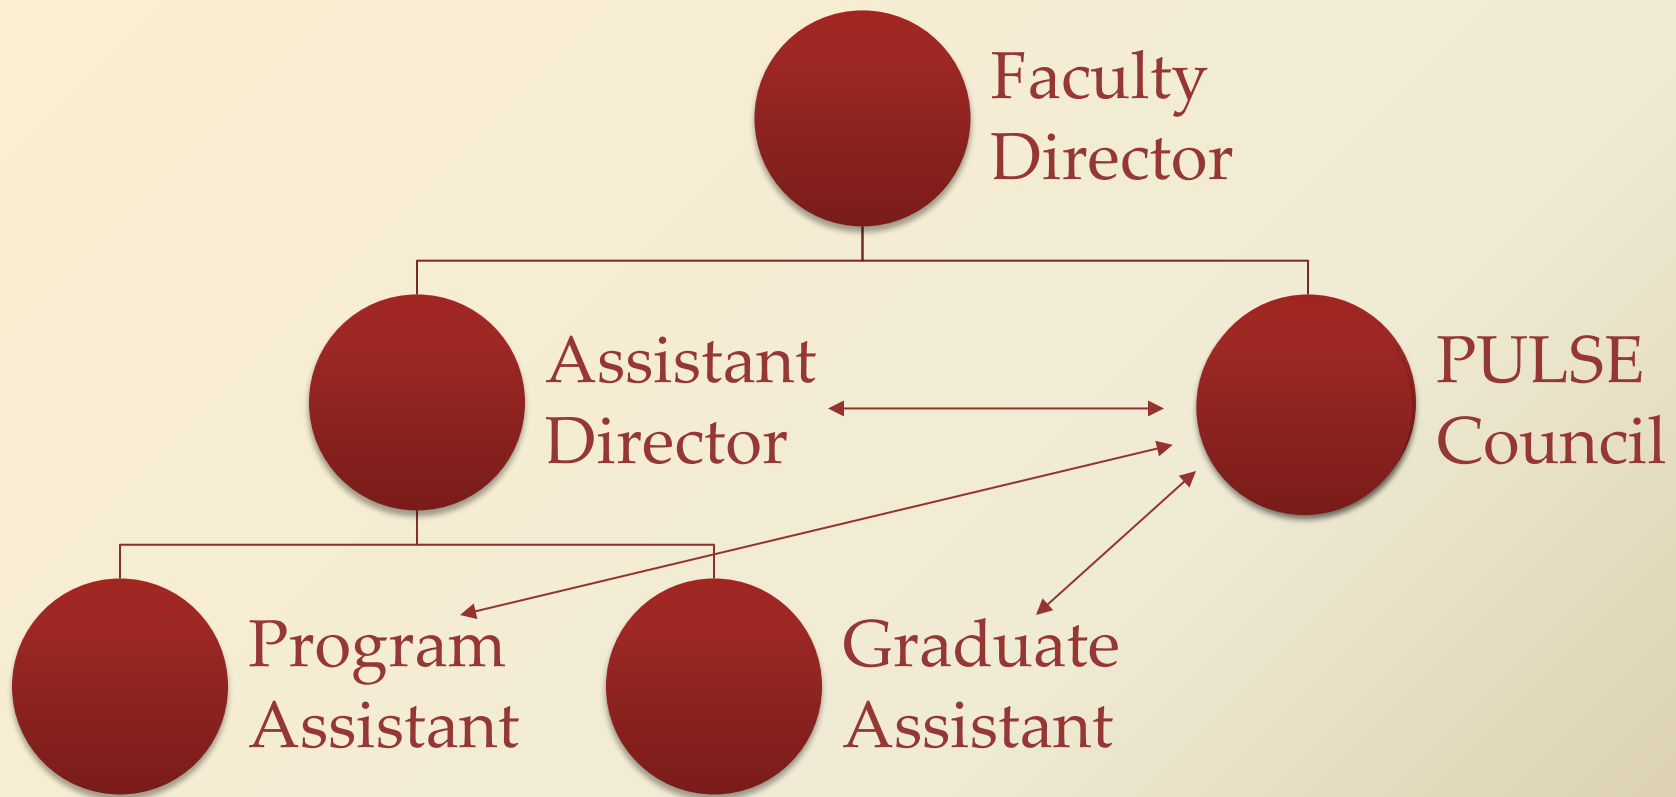 Faculty
Director
Assistant
Director
PULSE
Council
Program
Assistant
Graduate
Assistant